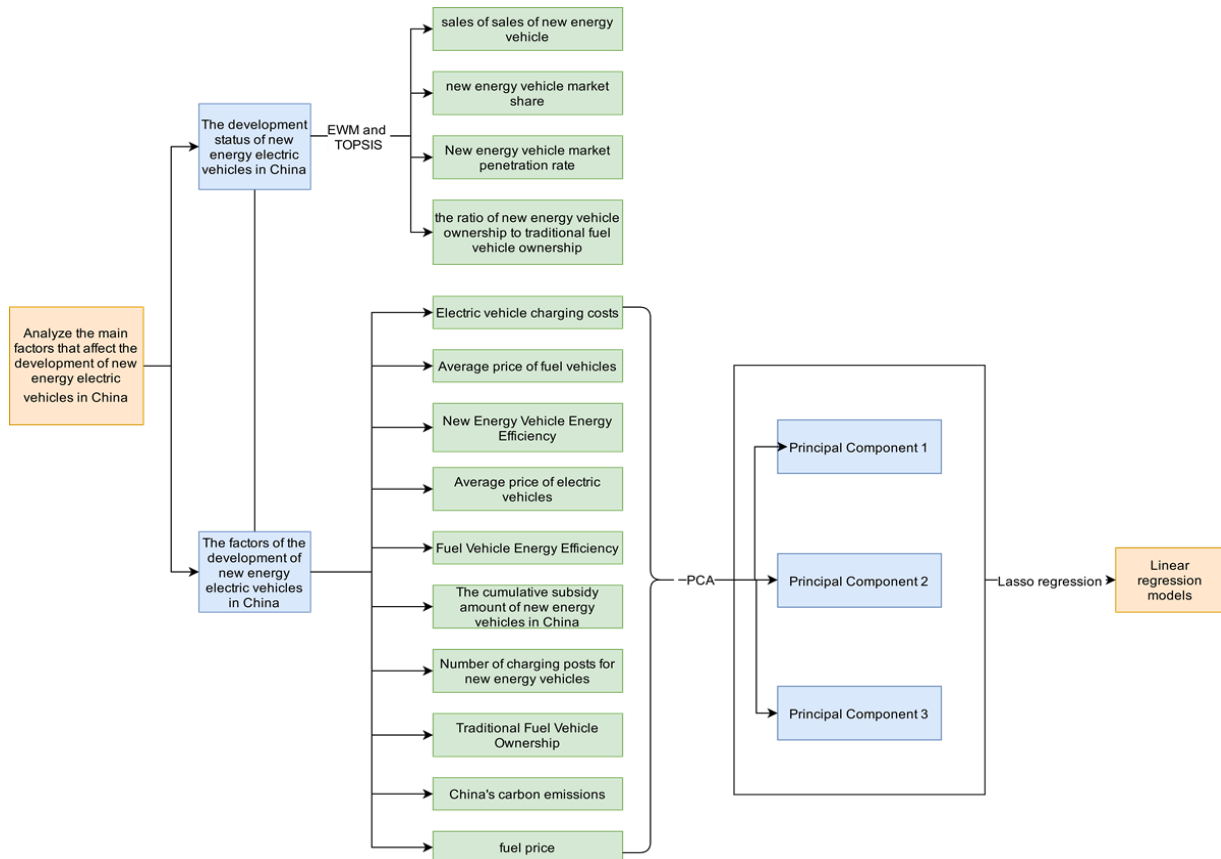 sales of sales of new energy
vehicle
new energy vehicle market
share
The development
status of new
energy electric
vehicles in China
EWM and
TOPSIS
New energy vehicle market
penetration rate
the ratio of new energy vehicle
ownership to traditional fuel
vehicle ownership
Analyze the main
factors that affect the
development of new
energy electric
vehicles in China
Electric vehicle charging costs
Average price of fuel vehicles
New Energy Vehicle Energy
Efficiency
Average price of electric
vehicles
Fuel Vehicle Energy Efficiency
The factors of the
development of
new energy
electric vehicles
in China
The cumulative subsidy
amount of new energy
vehicles in China
Number of charging posts for
new energy vehicles
Traditional Fuel Vehicle
Ownership
China's carbon emissions
fuel price
PCA
Principal Component 1
Principal Component 2
Principal Component 3
Lasso regression
Linear
regression
models